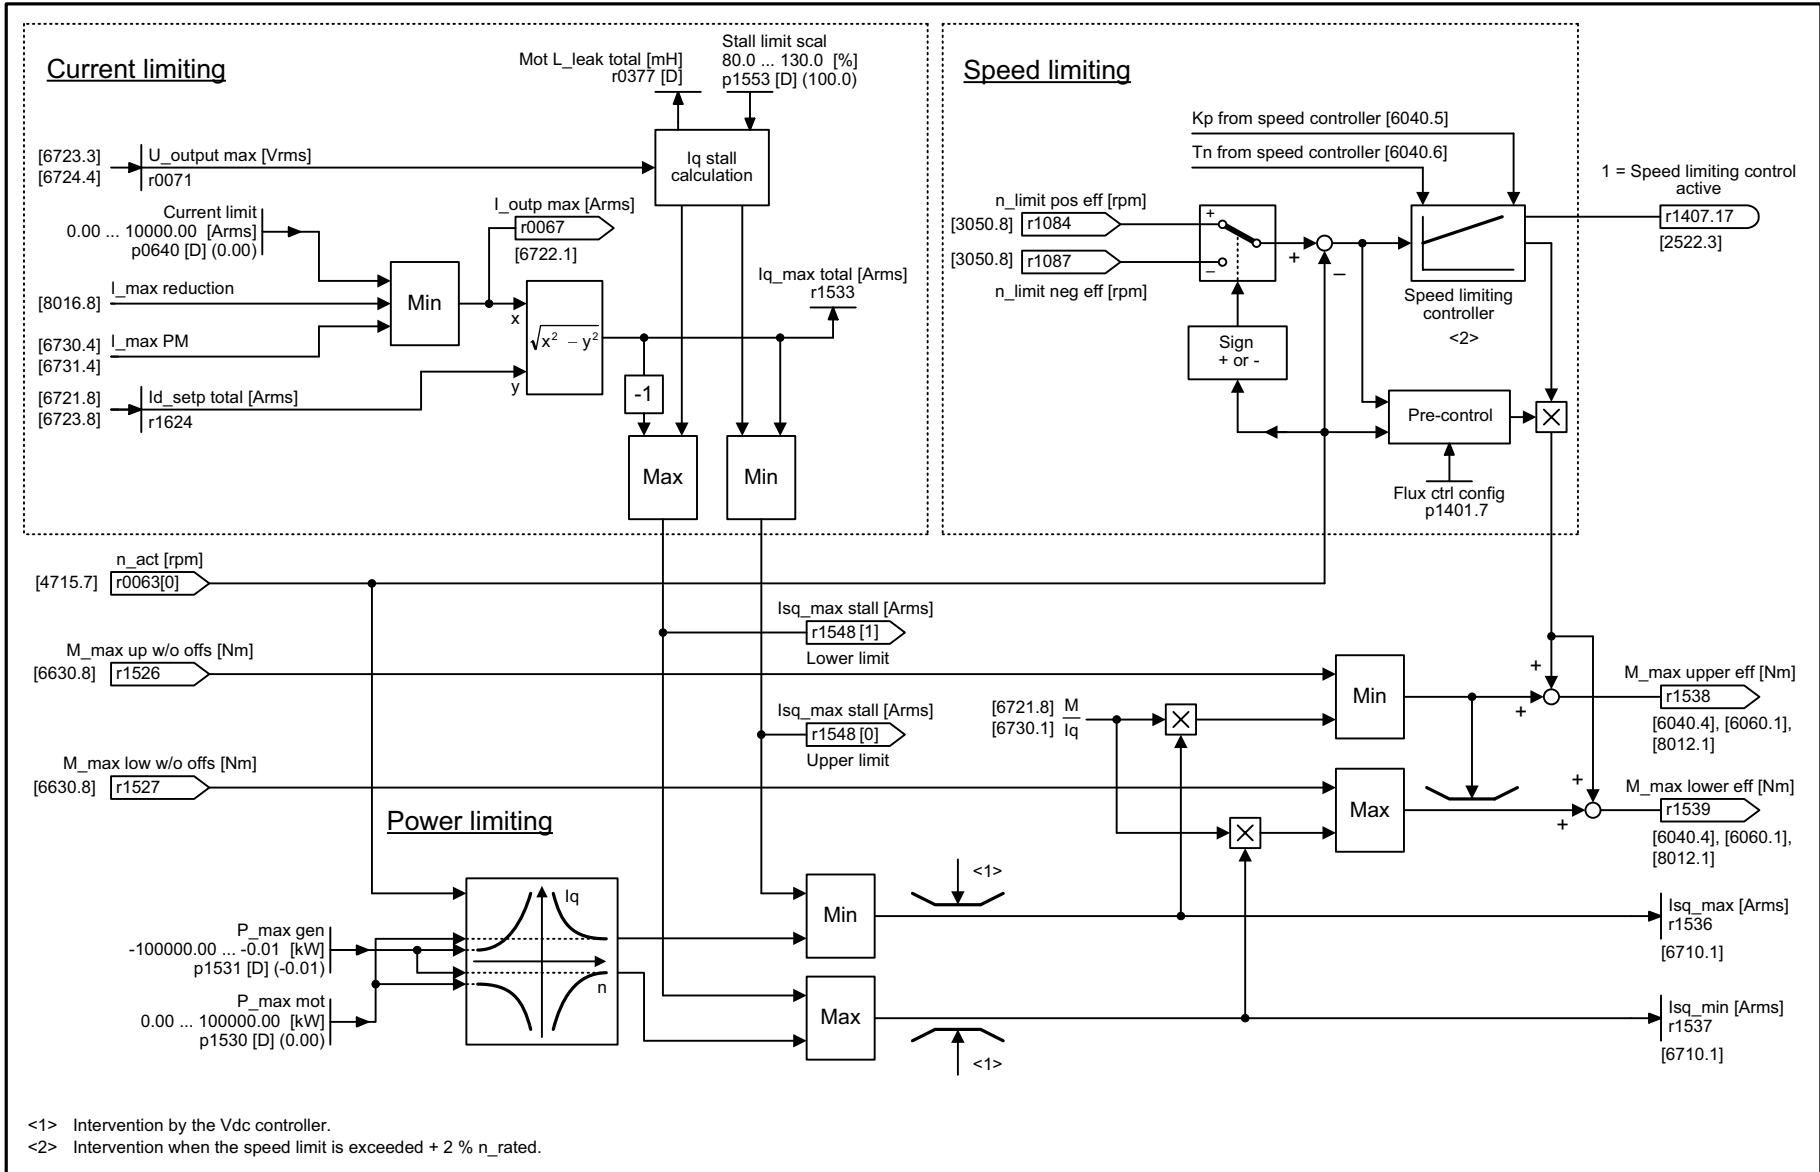 Current limiting
Mot L_leak total [mH]
r0377 [D]
Stall limit scal
80.0 ... 130.0 [%]
p1553 [D] (100.0)
[6723.3]
[6724.4]
U_output max [Vrms]
r0071
Iq stall
calculation
Current limit
0.00 ... 10000.00 [Arms]
p0640 [D] (0.00)
I_outp max [Arms]
r0067
[6722.1]
Iq_max total [Arms]
r1533
[8016.8]
I_max reduction
Min
x
√x² – y²
y
[6730.4]
[6731.4]
I_max PM
[6721.8]
[6723.8]
Id_setp total [Arms]
r1624
-1
Max
Min
Speed limiting
Kp from speed controller [6040.5]
Tn from speed controller [6040.6]
1 = Speed limiting control
active
r1407.17
[2522.3]
n_limit pos eff [rpm]
[3050.8]
r1084
[3050.8]
r1087
n_limit neg eff [rpm]
+
–
+
–
Speed limiting
controller
<2>
Sign
+ or -
Pre-control
Flux ctrl config
p1401.7
n_act [rpm]
[4715.7]
r0063[0]
Isq_max stall [Arms]
r1548 [1]
Lower limit
M_max up w/o offs [Nm]
[6630.8]
r1526
[6721.8]
[6730.1]
M
Iq
Min
+
+
M_max upper eff [Nm]
r1538
[6040.4], [6060.1],
[8012.1]
Isq_max stall [Arms]
r1548 [0]
Upper limit
M_max low w/o offs [Nm]
[6630.8]
r1527
Max
+
+
M_max lower eff [Nm]
r1539
[6040.4], [6060.1],
[8012.1]
Power limiting
Iq
n
P_max gen
-100000.00 ... -0.01 [kW]
p1531 [D] (-0.01)
P_max mot
0.00 ... 100000.00 [kW]
p1530 [D] (0.00)
Min
<1>
Isq_max [Arms]
r1536
[6710.1]
Max
<1>
Isq_min [Arms]
r1537
[6710.1]
<1> Intervention by the Vdc controller.
<2> Intervention when the speed limit is exceeded + 2 % n_rated.